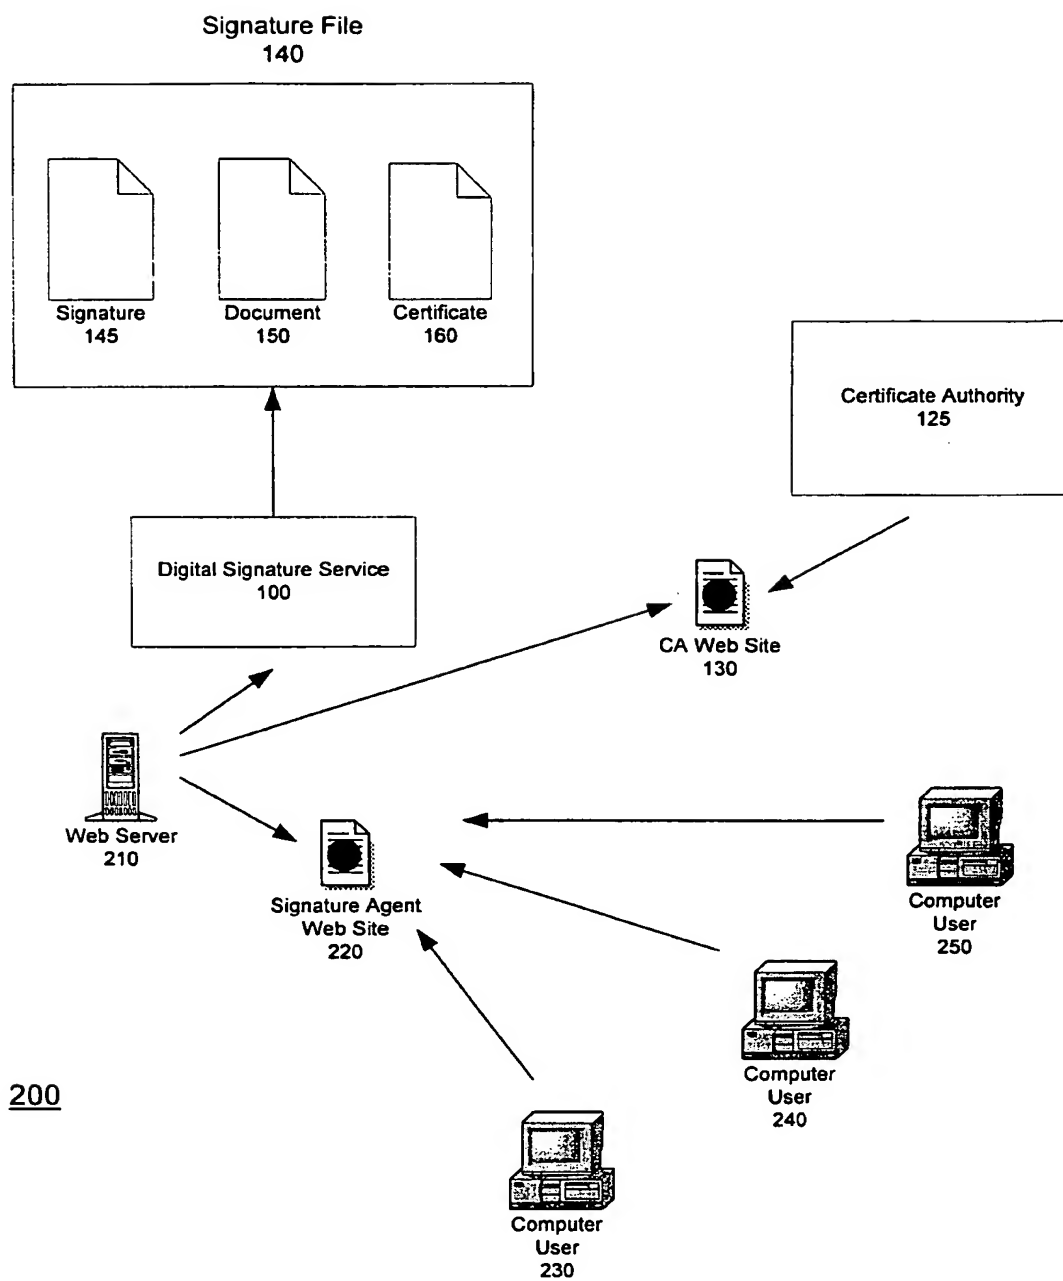 Signature File
140
Signature
145
Document
150
Certificate
160
Certificate Authority
125
Digital Signature Service
100
CA Web Site
130
Web Server
210
Signature Agent
Web Site
220
Computer
User
250
Computer
User
240
200
Computer
User
230